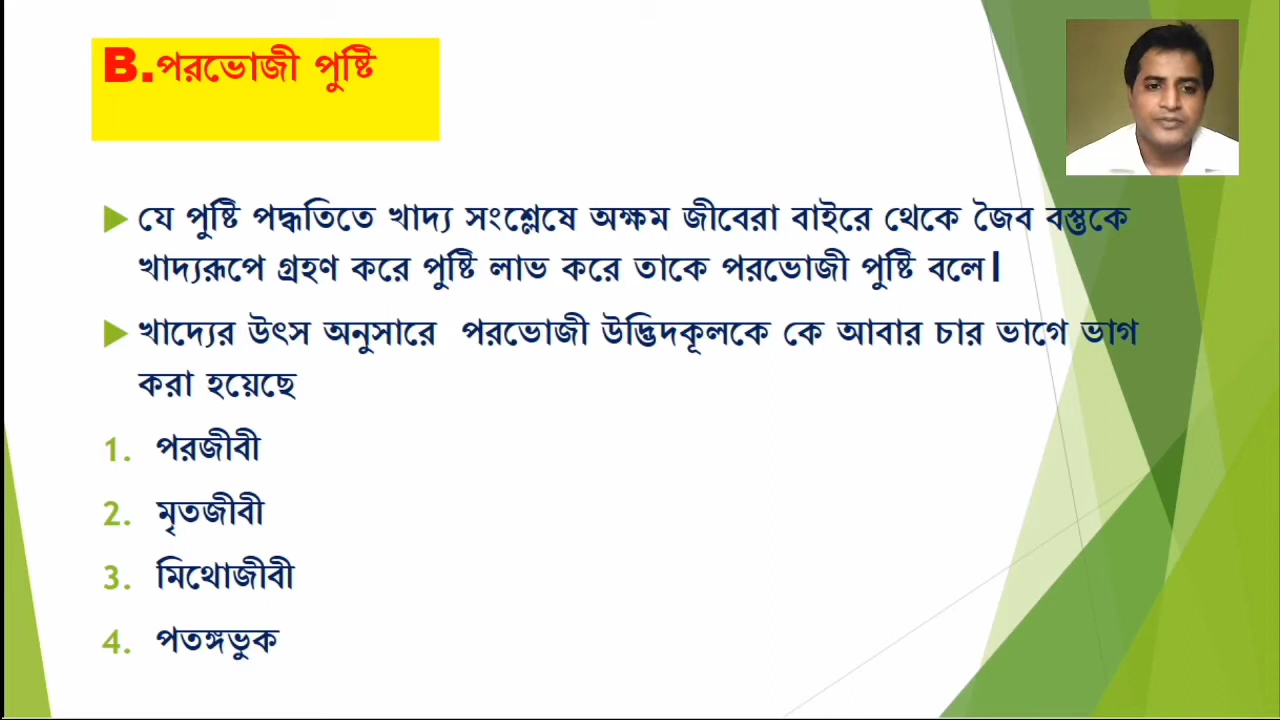 B.পরভোজী পুষ্টি
যে পুষ্টি পদ্ধতিতে খাদ্য সংশ্লেষে অক্ষম জীবেরা বাইরে থেকে জৈব বস্তুকে
খাদ্যরূপে গ্রহণ করে পুষ্টি লাভ করে তাকে পরভোজী পুষ্টি বলে।
খাদ্যের উৎস অনুসারে পরভোজী উদ্ভিদকূলকে কে আবার চার ভাগে ভাগ
করা হয়েছে
1. পরজীবী
2. মৃতজীবী
3. মিথোজীবী
4. পতঙ্গভুক